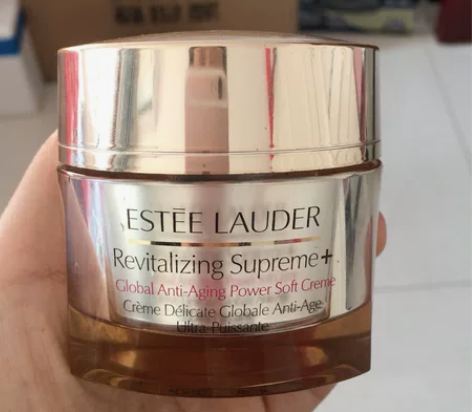 ESTĒE LAUDER
Revitalizing Supreme+
Global Anti-Aging Power Soft Creme
Crème Délicate Globale Anti-Age
Ultra-Puissante